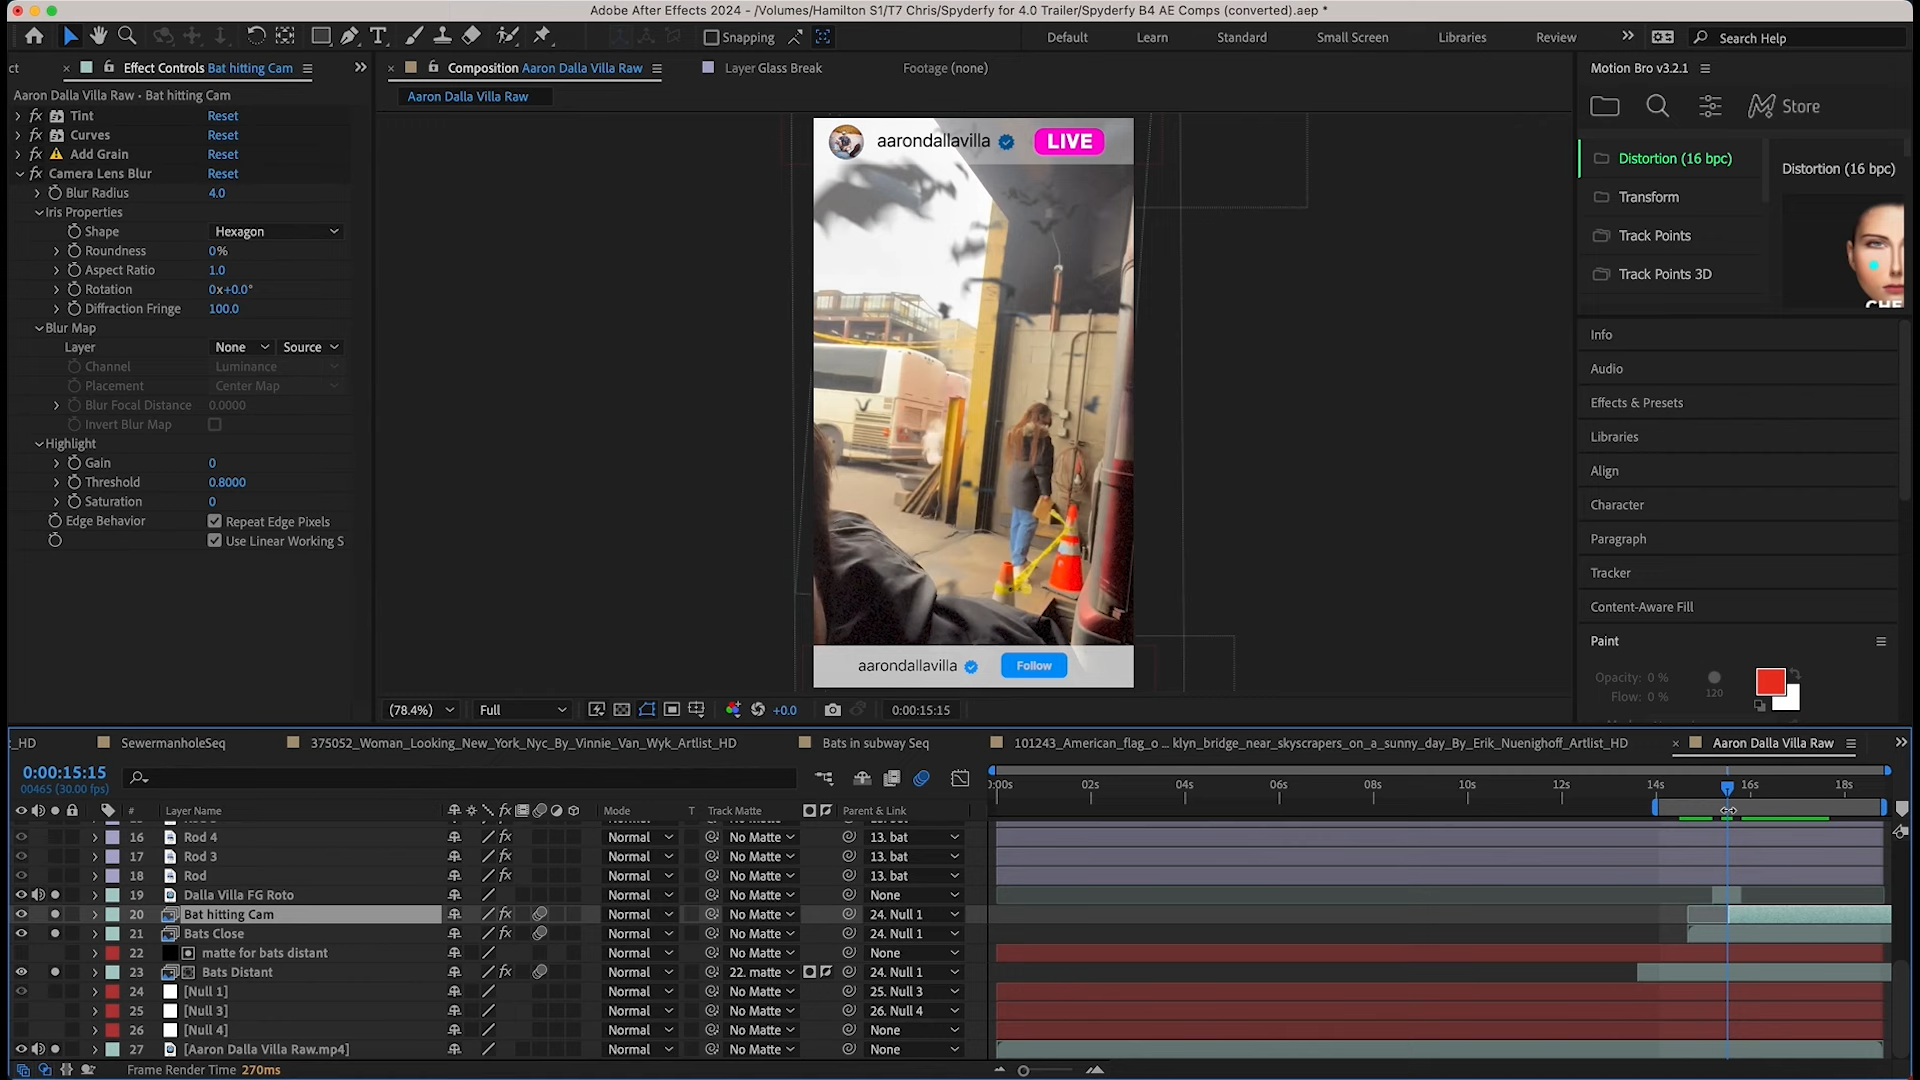 Adobe After Effects 2024 - /Volumes/Hamilton S1/T7 Chris/Spyderfy for 4.0 Trailer/Spyderfy B4 AE Comps (converted).aep *
Snapping
Default Learn Standard Small Screen Libraries Review
Search Help
ct Effect Controls Bat hitting Cam
Composition Aaron Dalla Villa Raw
Layer Glass Break
Footage (none)
Aaron Dalla Villa Raw
Aaron Dalla Villa Raw • Bat hitting Cam
fx Tint Reset
fx Curves Reset
fx Add Grain Reset
fx Camera Lens Blur Reset
Blur Radius 4.0
Iris Properties
Shape Hexagon
Roundness 0%
Aspect Ratio 1.0
Rotation 0x+0.0°
Diffraction Fringe 100.0
Blur Map
Layer None Source
Channel Luminance
Placement Center Map
Blur Focal Distance 0.0000
Invert Blur Map
Highlight
Gain 0
Threshold 0.8000
Saturation 0
Edge Behavior Repeat Edge Pixels
Use Linear Working S
aarondallavilla LIVE
aarondallavilla Follow
(78.4%) Full +0.0 0:00:15:15
Motion Bro v3.2.1
Store
Distortion (16 bpc)
Transform
Track Points
Track Points 3D
Distortion (16 bpc)
CHE
Info
Audio
Effects & Presets
Libraries
Align
Character
Paragraph
Tracker
Content-Aware Fill
Paint
Opacity: 0 %
Flow: 0 %
120
:_HD SewermanholeSeq 375052_Woman_Looking_New_York_Nyc_By_Vinnie_Van_Wyk_Artlist_HD Bats in subway Seq 101243_American_flag_o ... klyn_bridge_near_skyscrapers_on_a_sunny_day_By_Erik_Nuenighoff_Artlist_HD Aaron Dalla Villa Raw
0:00:15:15
00465 (30.00 fps)
:00s 02s 04s 06s 08s 10s 12s 14s 16s 18s
# Layer Name fx Mode T Track Matte Parent & Link
16 Rod 4 fx Normal No Matte 13. bat
17 Rod 3 fx Normal No Matte 13. bat
18 Rod fx Normal No Matte 13. bat
19 Dalla Villa FG Roto Normal No Matte None
20 Bat hitting Cam fx Normal No Matte 24. Null 1
21 Bats Close fx Normal No Matte 24. Null 1
22 matte for bats distant Normal No Matte None
23 Bats Distant fx Normal 22. matte 24. Null 1
24 [Null 1] Normal No Matte 25. Null 3
25 [Null 3] Normal No Matte 26. Null 4
26 [Null 4] Normal No Matte None
27 [Aaron Dalla Villa Raw.mp4] Normal No Matte None
Frame Render Time 270ms